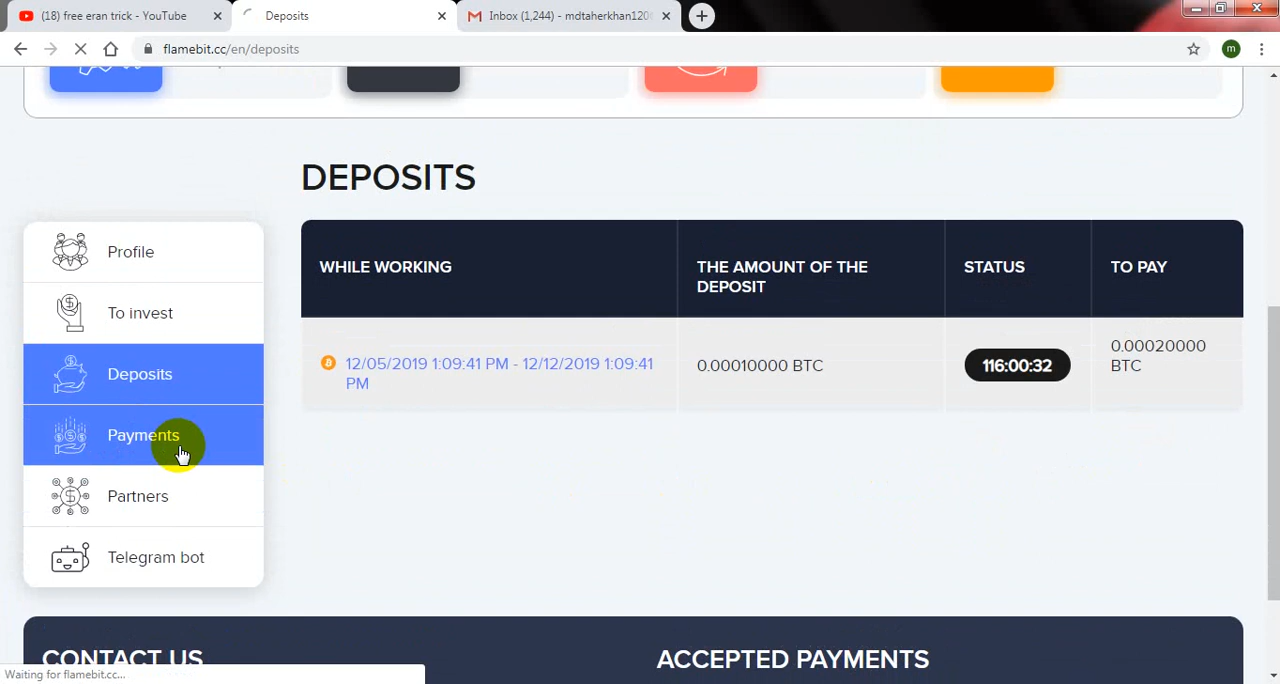 (18) free eran trick - YouTube
Deposits
Inbox (1,244) - mdtaherkhan120
flamebit.cc/en/deposits
m
DEPOSITS
Profile
To invest
Deposits
Payments
Partners
Telegram bot
WHILE WORKING
THE AMOUNT OF THE
DEPOSIT
STATUS
TO PAY
12/05/2019 1:09:41 PM - 12/12/2019 1:09:41
PM
0.00010000 BTC
116:00:32
0.00020000
BTC
CONTACT US
ACCEPTED PAYMENTS
Waiting for flamebit.cc...